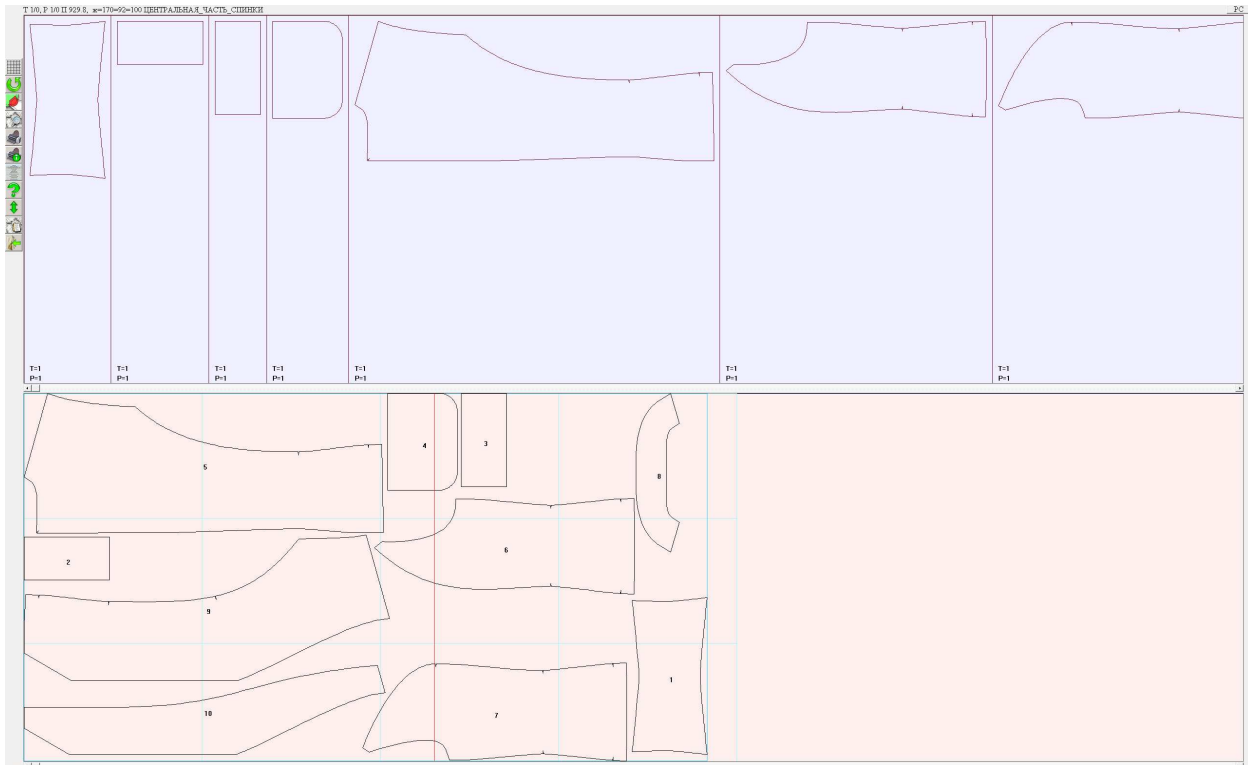 Т 1/0, Р 1/0 П 929.8, ж=170=92=100 ЦЕНТРАЛЬНАЯ_ЧАСТЬ_СПИНКИ
РС
T=1
P=1
T=1
P=1
T=1
P=1
T=1
P=1
T=1
P=1
T=1
P=1
T=1
P=1
4
3
5
8
6
2
9
1
10
7